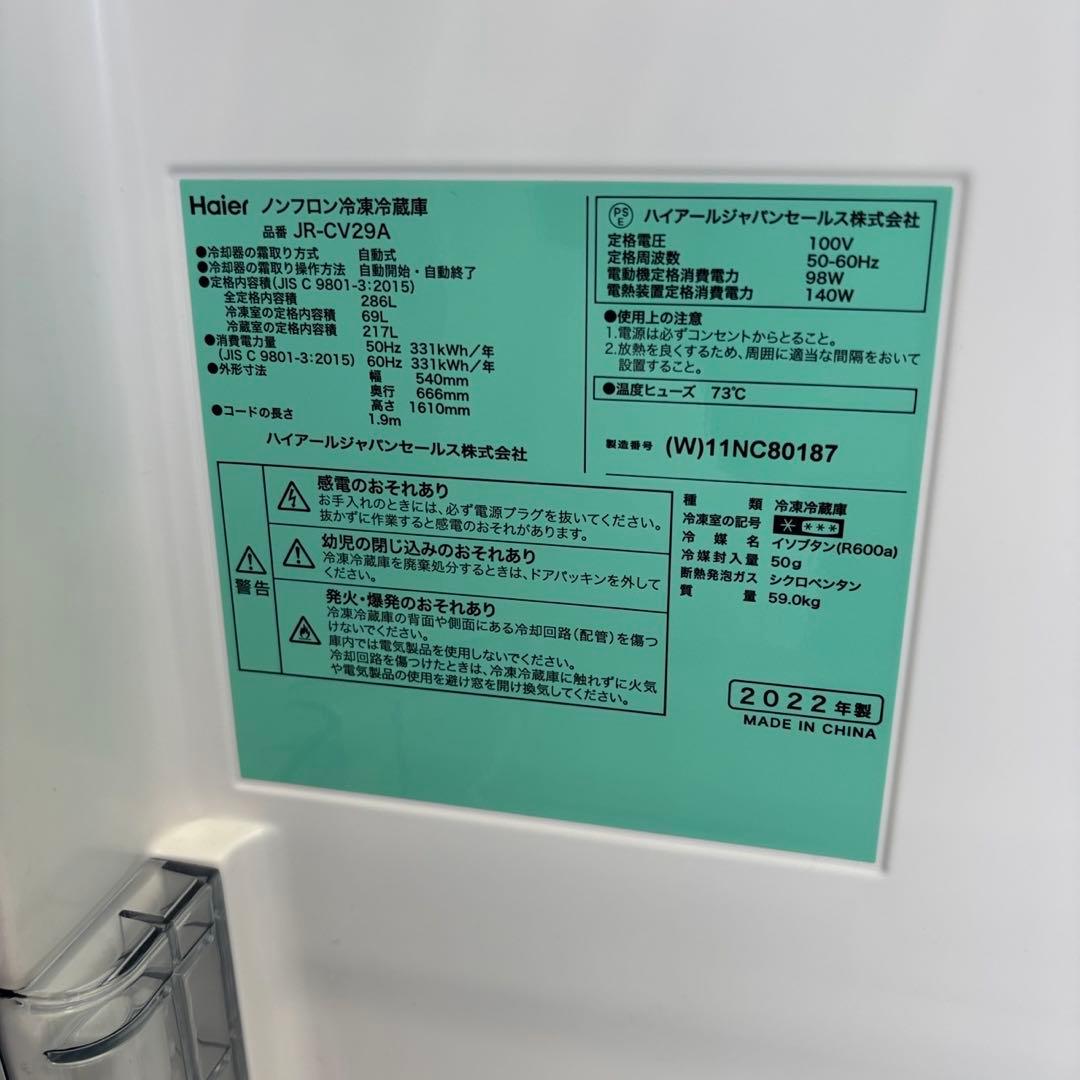 Haier ノンフロン冷凍冷蔵庫
品番 JR-CV29A
●冷却器の霜取り方式 自動式
●冷却器の霜取り操作方法 自動開始・自動終了
●定格内容積(JIS C 9801-3:2015)
全定格内容積 286L
冷凍室の定格内容積 69L
冷蔵室の定格内容積 217L
●消費電力量 50Hz 331kWh/年
(JIS C 9801-3:2015) 60Hz 331kWh/年
●外形寸法 幅 540mm
奥行 666mm
高さ 1610mm
●コードの長さ 1.9m
ハイアールジャパンセールス株式会社
PSE ハイアールジャパンセールス株式会社
定格電圧 100V
定格周波数 50-60Hz
電動機定格消費電力 98W
電熱装置定格消費電力 140W
●使用上の注意
1.電源は必ずコンセントからとること。
2.放熱を良くするため、周囲に適当な間隔をおいて
設置すること。
●温度ヒューズ 73℃
製造番号 (W)11NC80187
警告
感電のおそれあり
お手入れのときには、必ず電源プラグを抜いてください。
抜かずに作業すると感電のおそれがあります。
幼児の閉じ込みのおそれあり
冷凍冷蔵庫を廃棄処分するときは、ドアパッキンを外して
ください。
発火・爆発のおそれあり
冷凍冷蔵庫の背面や側面にある冷却回路(配管)を傷つ
けないでください。
庫内では電気製品を使用しないでください。
冷却回路を傷つけたときは、冷凍冷蔵庫に触れずに火気
や電気製品の使用を避け窓を開け換気してください。
種類 冷凍冷蔵庫
冷凍室の記号 * ***
冷媒名 イソブタン(R600a)
冷媒封入量 50g
断熱発泡ガス シクロペンタン
質量 59.0kg
2022年製
MADE IN CHINA